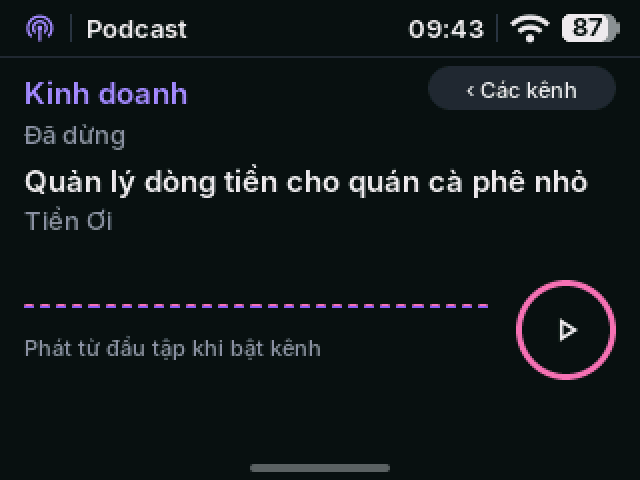 Podcast
09:43
87
Kinh doanh
‹ Các kênh
Đã dừng
Quản lý dòng tiền cho quán cà phê nhỏ
Tiền Ơi
Phát từ đầu tập khi bật kênh